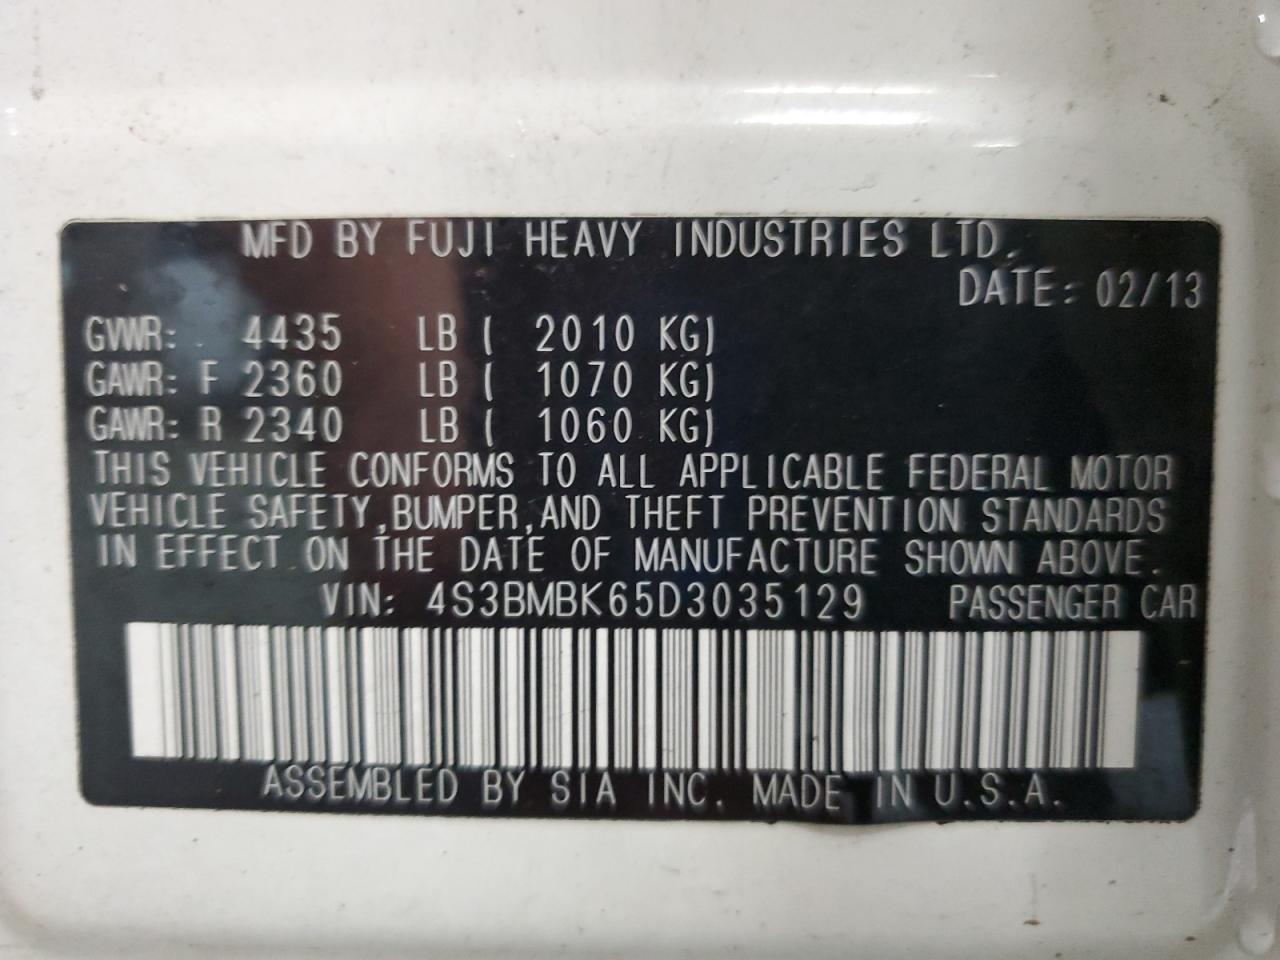 MFD BY FUJI HEAVY INDUSTRIES LTD.
DATE: 02/13
GVWR: 4435 LB ( 2010 KG)
GAWR: F 2360 LB ( 1070 KG)
GAWR: R 2340 LB ( 1060 KG)
THIS VEHICLE CONFORMS TO ALL APPLICABLE FEDERAL MOTOR
VEHICLE SAFETY,BUMPER,AND THEFT PREVENTION STANDARDS
IN EFFECT ON THE DATE OF MANUFACTURE SHOWN ABOVE.
VIN: 4S3BMBK65D3035129 PASSENGER CAR
ASSEMBLED BY SIA INC. MADE IN U.S.A.